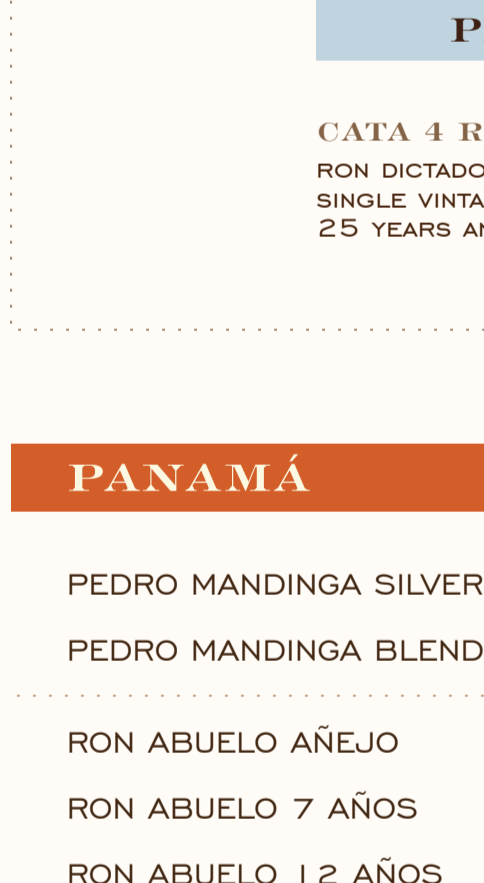 P
CATA 4 R
RON DICTADO
SINGLE VINTA
25 YEARS AN
PANAMÁ
PEDRO MANDINGA SILVER
PEDRO MANDINGA BLEND
RON ABUELO AÑEJO
RON ABUELO 7 AÑOS
RON ABUELO 12 AÑOS